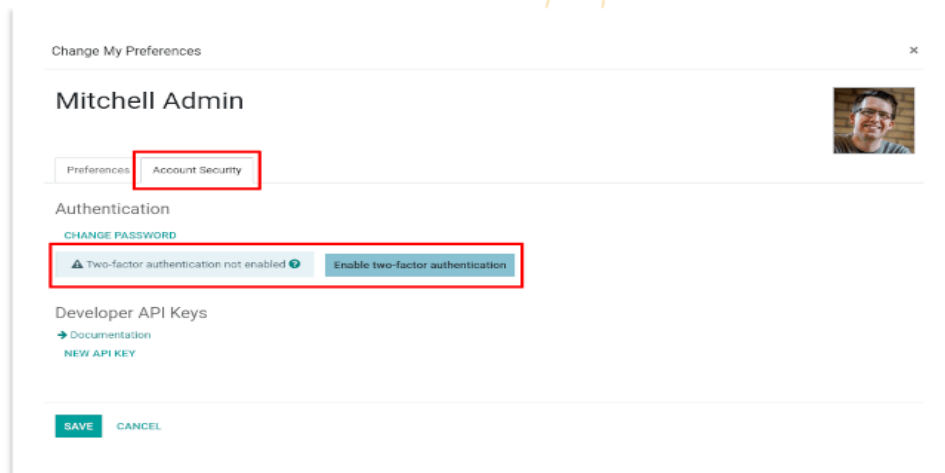 Change My Preferences ×
Mitchell Admin
Preferences Account Security
Authentication
CHANGE PASSWORD
Two-factor authentication not enabled ? Enable two-factor authentication
Developer API Keys
→ Documentation
NEW API KEY
SAVE CANCEL